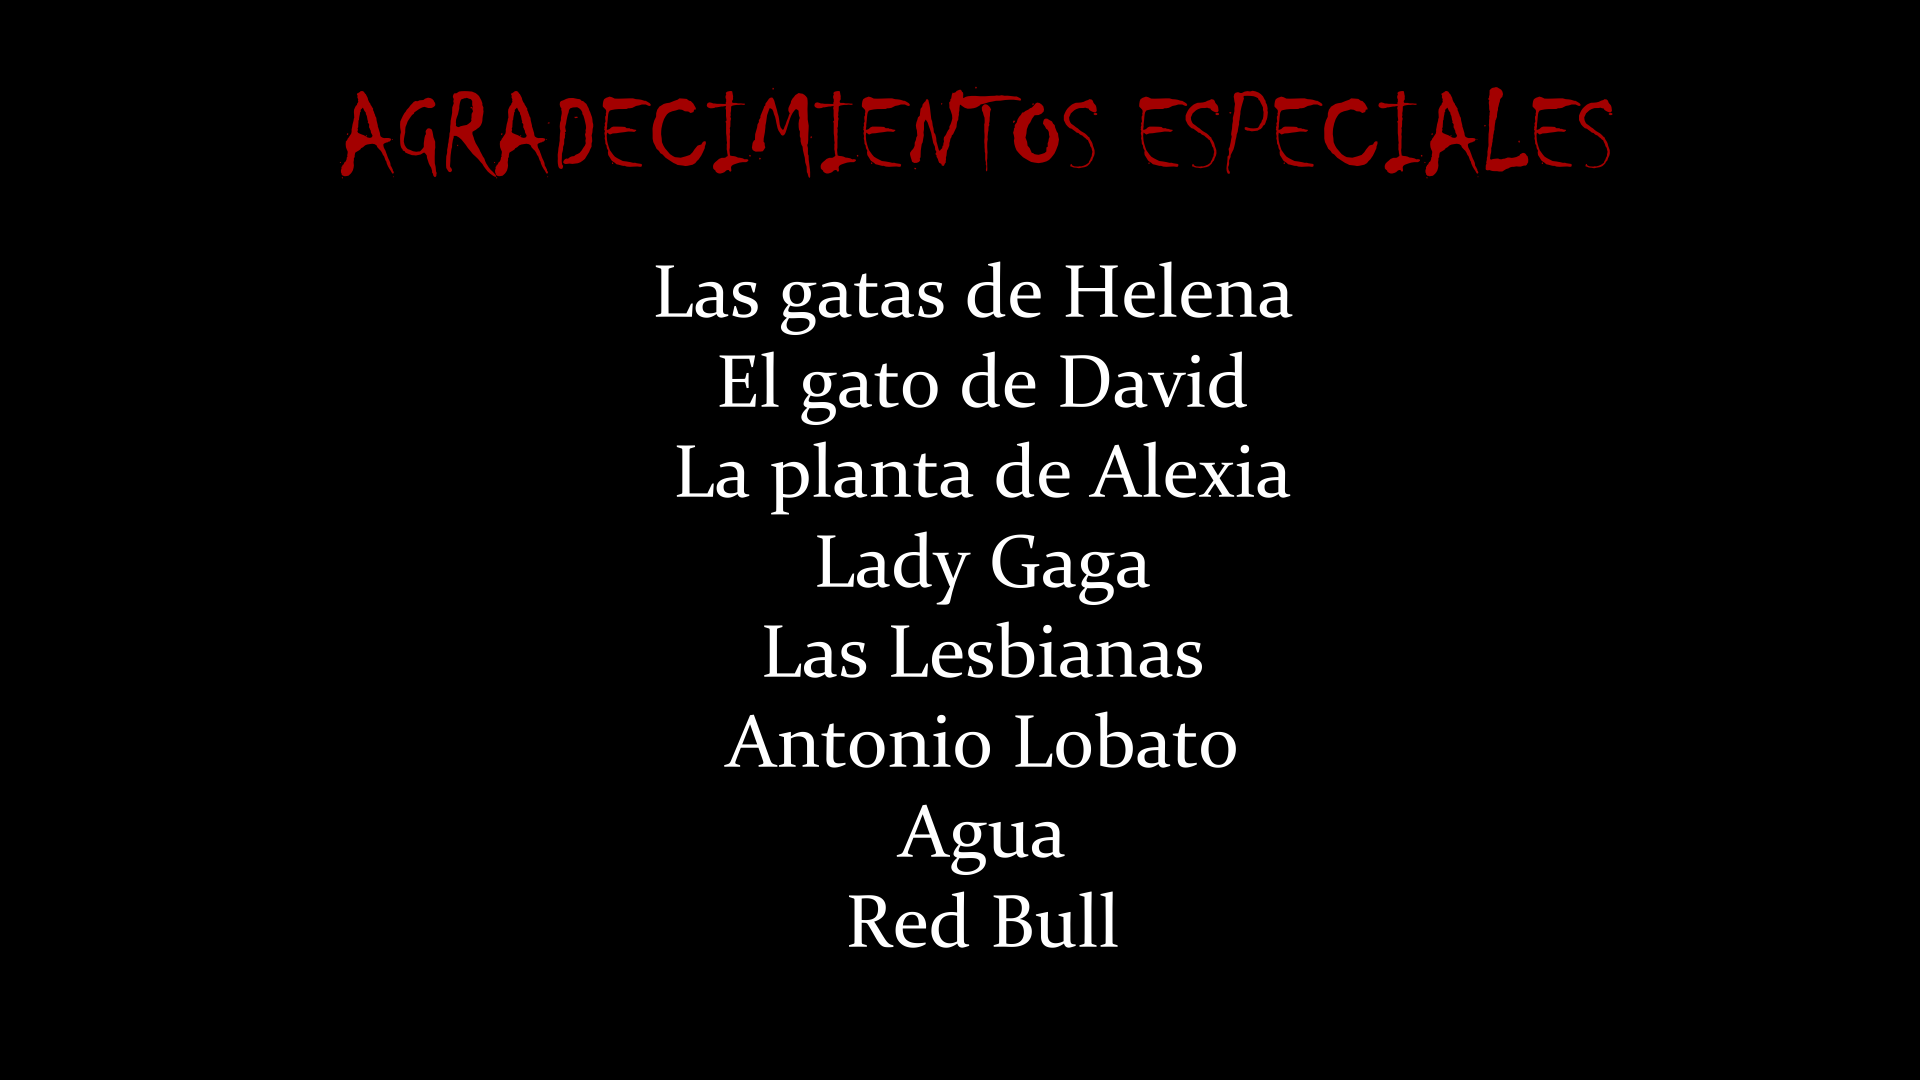 AGRADECIMIENTOS ESPECIALES
Las gatas de Helena
El gato de David
La planta de Alexia
Lady Gaga
Las Lesbianas
Antonio Lobato
Agua
Red Bull